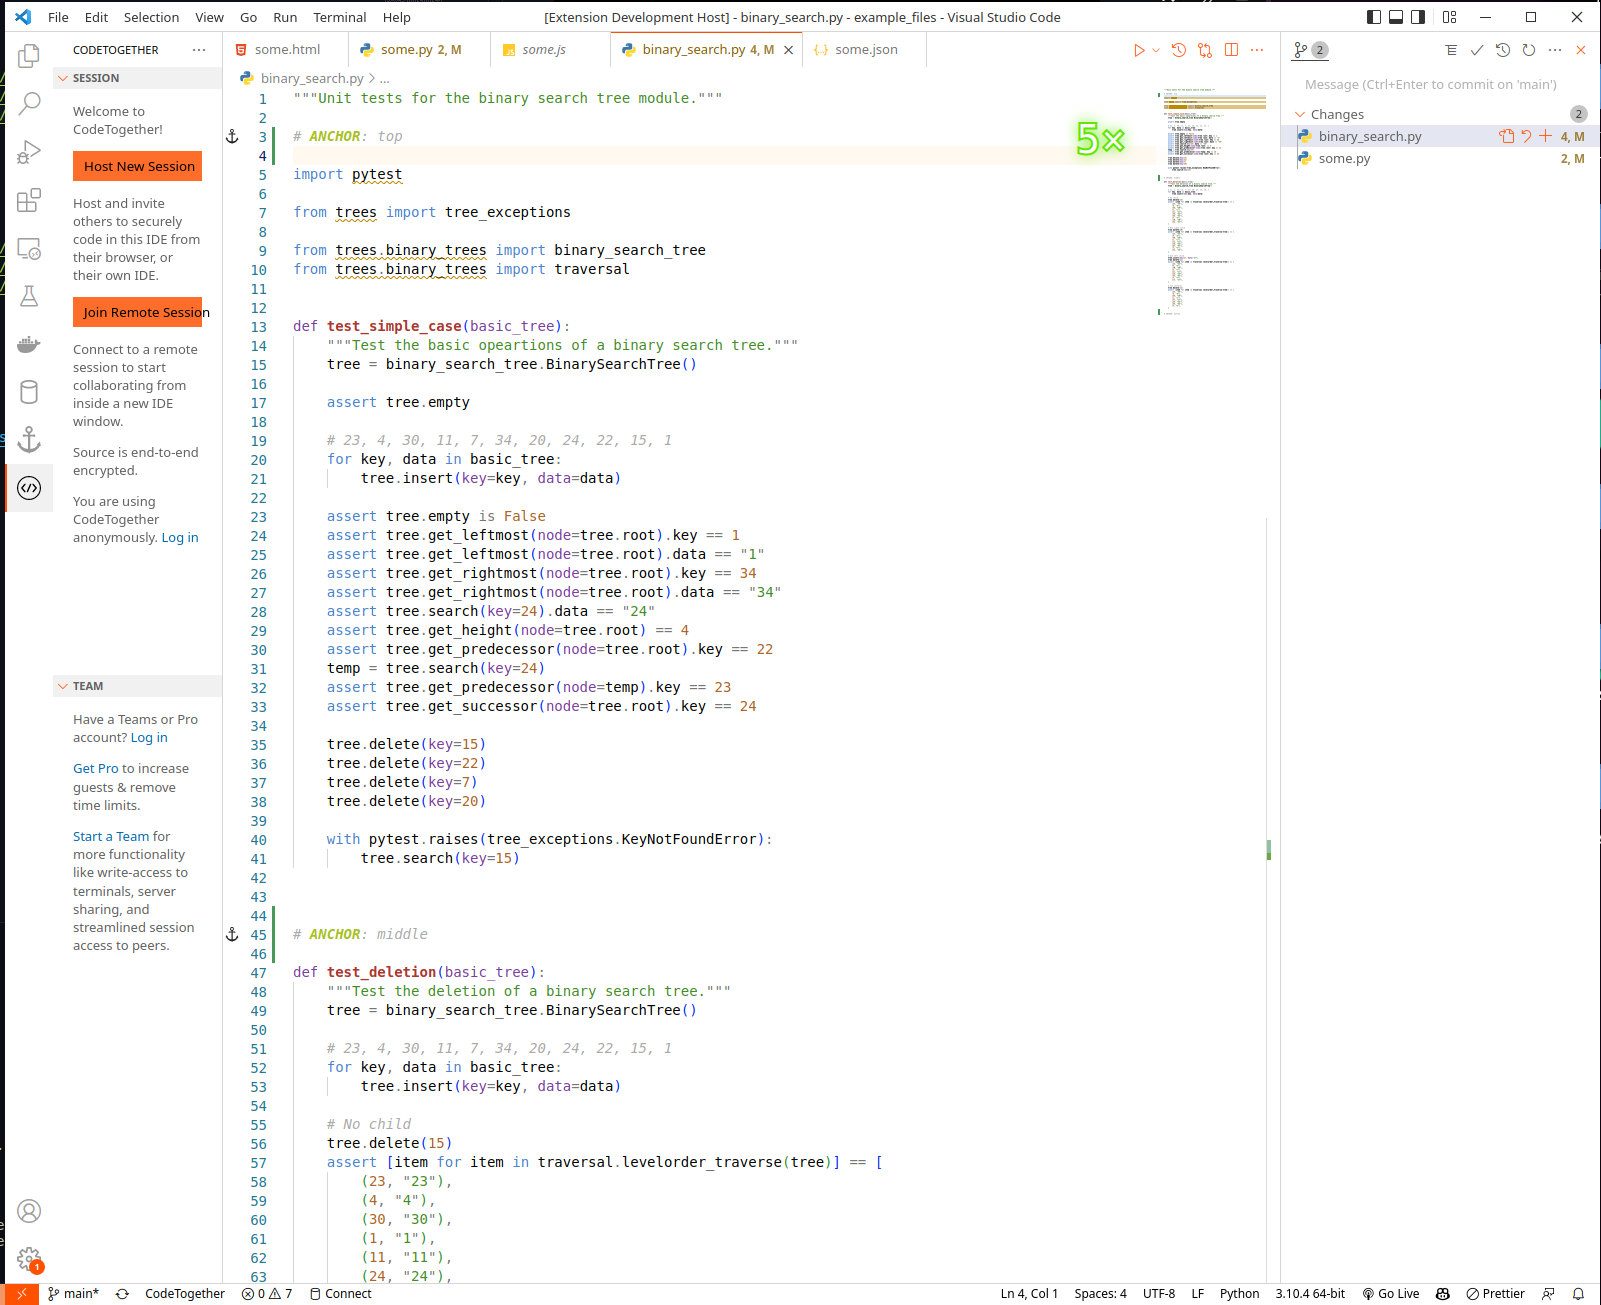 File Edit Selection View Go Run Terminal Help
[Extension Development Host] - binary_search.py - example_files - Visual Studio Code
CODETOGETHER
SESSION
Welcome to
CodeTogether!
Host New Session
Host and invite
others to securely
code in this IDE from
their browser, or
their own IDE.
Join Remote Session
Connect to a remote
session to start
collaborating from
inside a new IDE
window.
Source is end-to-end
encrypted.
You are using
CodeTogether
anonymously. Log in
TEAM
Have a Teams or Pro
account? Log in
Get Pro to increase
guests & remove
time limits.
Start a Team for
more functionality
like write-access to
terminals, server
sharing, and
streamlined session
access to peers.
some.html
some.py 2, M
some.js
binary_search.py 4, M
some.json
binary_search.py > ...
5×
1 """Unit tests for the binary search tree module."""
2
3 # ANCHOR: top
4
5 import pytest
6
7 from trees import tree_exceptions
8
9 from trees.binary_trees import binary_search_tree
10 from trees.binary_trees import traversal
11
12
13 def test_simple_case(basic_tree):
14     """Test the basic opeartions of a binary search tree."""
15     tree = binary_search_tree.BinarySearchTree()
16
17     assert tree.empty
18
19     # 23, 4, 30, 11, 7, 34, 20, 24, 22, 15, 1
20     for key, data in basic_tree:
21         tree.insert(key=key, data=data)
22
23     assert tree.empty is False
24     assert tree.get_leftmost(node=tree.root).key == 1
25     assert tree.get_leftmost(node=tree.root).data == "1"
26     assert tree.get_rightmost(node=tree.root).key == 34
27     assert tree.get_rightmost(node=tree.root).data == "34"
28     assert tree.search(key=24).data == "24"
29     assert tree.get_height(node=tree.root) == 4
30     assert tree.get_predecessor(node=tree.root).key == 22
31     temp = tree.search(key=24)
32     assert tree.get_predecessor(node=temp).key == 23
33     assert tree.get_successor(node=tree.root).key == 24
34
35     tree.delete(key=15)
36     tree.delete(key=22)
37     tree.delete(key=7)
38     tree.delete(key=20)
39
40     with pytest.raises(tree_exceptions.KeyNotFoundError):
41         tree.search(key=15)
42
43
44
45 # ANCHOR: middle
46
47 def test_deletion(basic_tree):
48     """Test the deletion of a binary search tree."""
49     tree = binary_search_tree.BinarySearchTree()
50
51     # 23, 4, 30, 11, 7, 34, 20, 24, 22, 15, 1
52     for key, data in basic_tree:
53         tree.insert(key=key, data=data)
54
55     # No child
56     tree.delete(15)
57     assert [item for item in traversal.levelorder_traverse(tree)] == [
58         (23, "23"),
59         (4, "4"),
60         (30, "30"),
61         (1, "1"),
62         (11, "11"),
63         (24, "24"),
2
Message (Ctrl+Enter to commit on 'main')
Changes 2
binary_search.py 4, M
some.py 2, M
1
main* CodeTogether 0 7 Connect
Ln 4, Col 1 Spaces: 4 UTF-8 LF Python 3.10.4 64-bit Go Live Prettier